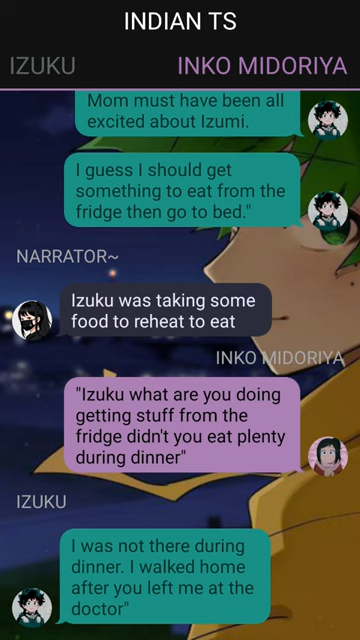 INDIAN TS
IZUKU INKO MIDORIYA
Mom must have been all
excited about Izumi.
I guess I should get
something to eat from the
fridge then go to bed."
NARRATOR~
Izuku was taking some
food to reheat to eat
INKO MIDORIYA
"Izuku what are you doing
getting stuff from the
fridge didn't you eat plenty
during dinner"
IZUKU
I was not there during
dinner. I walked home
after you left me at the
doctor"